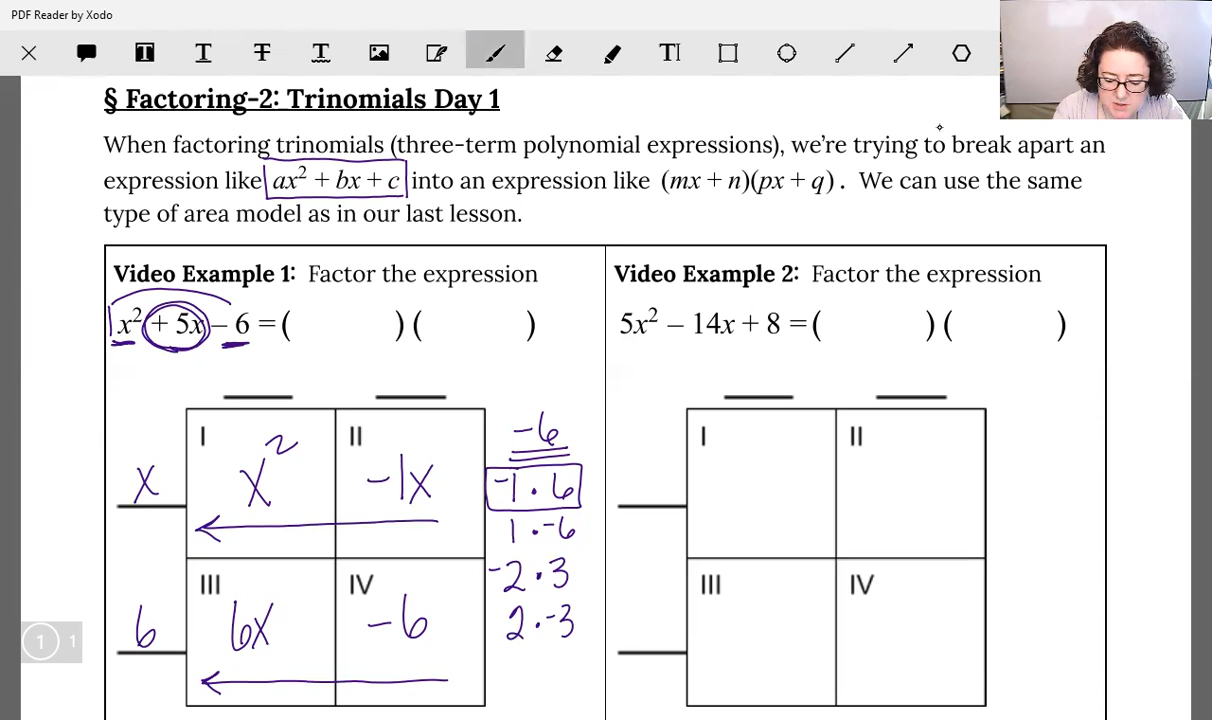 PDF Reader by Xodo
§ Factoring-2: Trinomials Day 1
When factoring trinomials (three-term polynomial expressions), we're trying to break apart an
expression like ax² + bx + c into an expression like (mx + n)(px + q). We can use the same
type of area model as in our last lesson.
Video Example 1: Factor the expression
1x² + 5x – 6 = ( ) ( )
I x² II -1x
x
III 6x IV -6
6
-6
-1 · 6
1 · -6
-2 · 3
2 · -3
Video Example 2: Factor the expression
5x² – 14x + 8 = ( ) ( )
I II
III IV
1 1